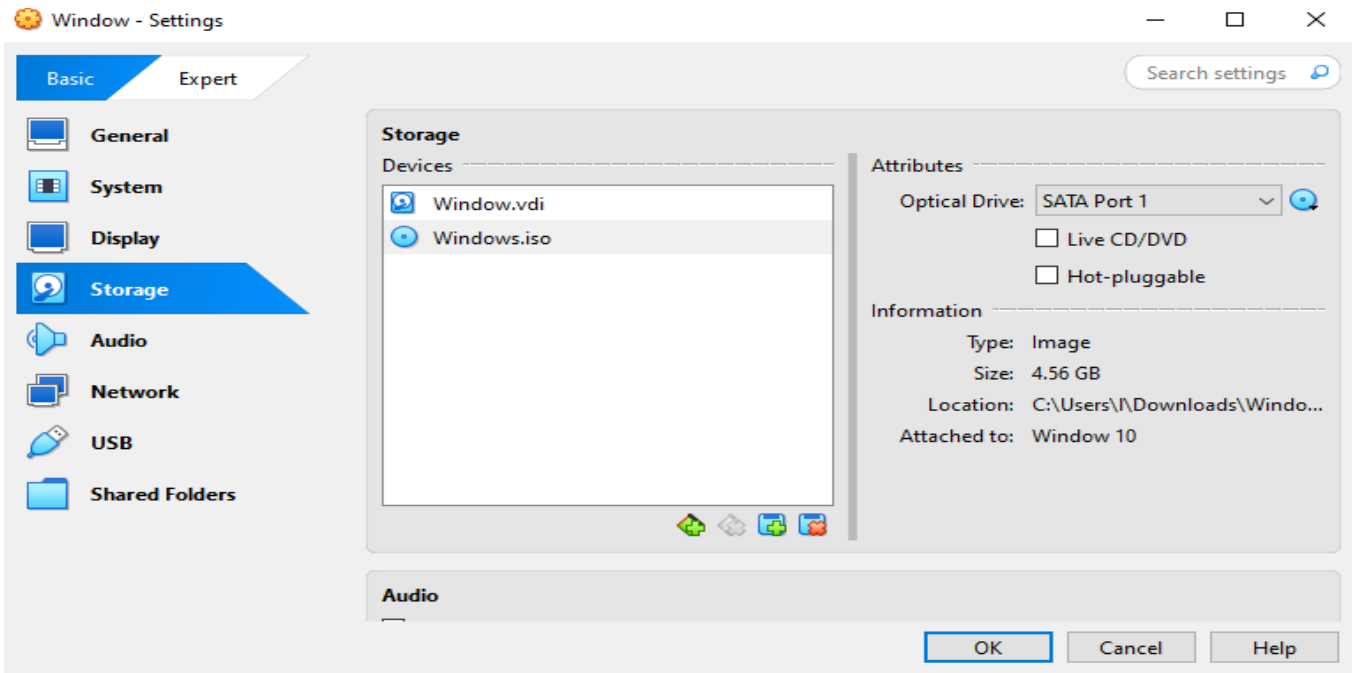 Window - Settings
Basic
Expert
Search settings
General
System
Display
Storage
Audio
Network
USB
Shared Folders
Storage
Devices
Window.vdi
Windows.iso
Attributes
Optical Drive: SATA Port 1
Live CD/DVD
Hot-pluggable
Information
Type: Image
Size: 4.56 GB
Location: C:\Users\I\Downloads\Windo...
Attached to: Window 10
Audio
OK
Cancel
Help